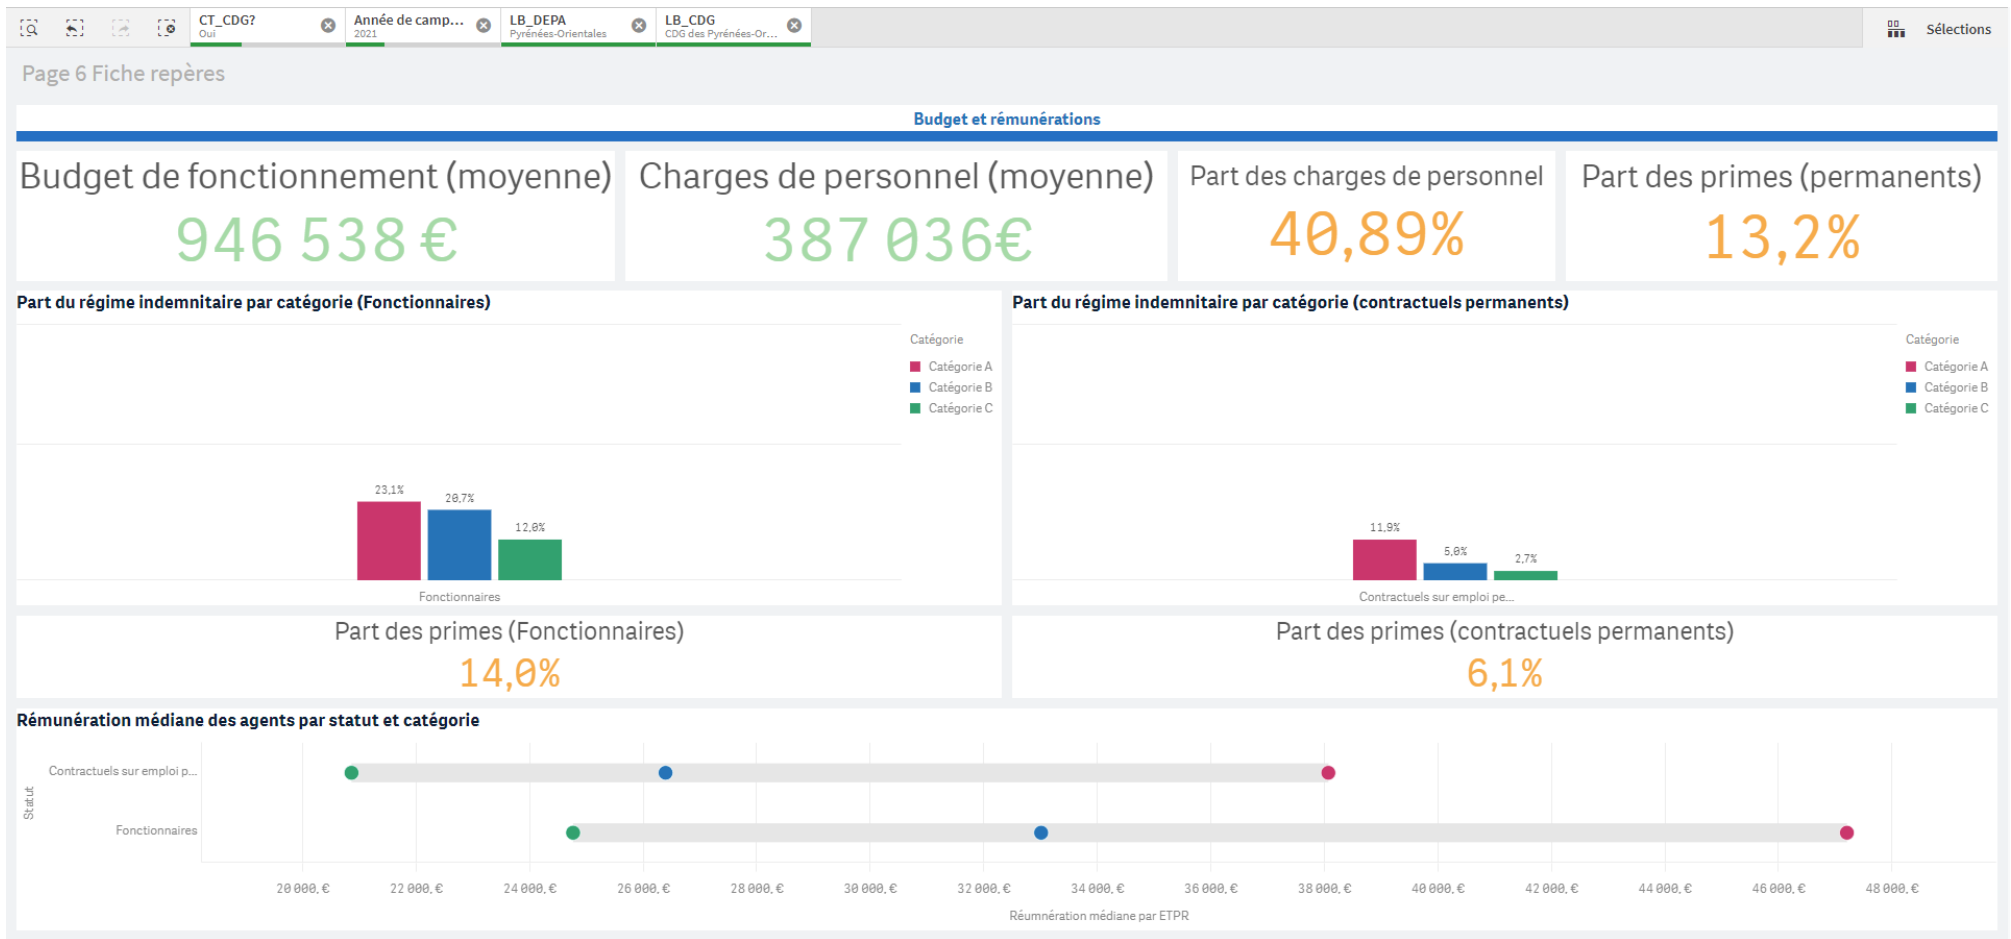 CT_CDG?
Oui
Année de camp...
2021
LB_DEPA
Pyrénées-Orientales
LB_CDG
CDG des Pyrénées-Or...
Sélections
Page 6 Fiche repères
Budget et rémunérations
Budget de fonctionnement (moyenne)
946 538 €
Charges de personnel (moyenne)
387 036€
Part des charges de personnel
40,89%
Part des primes (permanents)
13,2%
Part du régime indemnitaire par catégorie (Fonctionnaires)
Catégorie
Catégorie A
Catégorie B
Catégorie C
23,1%
20,7%
12,0%
Fonctionnaires
Part du régime indemnitaire par catégorie (contractuels permanents)
Catégorie
Catégorie A
Catégorie B
Catégorie C
11,9%
5,0%
2,7%
Contractuels sur emploi pe...
Part des primes (Fonctionnaires)
14,0%
Part des primes (contractuels permanents)
6,1%
Rémunération médiane des agents par statut et catégorie
Statut
Contractuels sur emploi p...
Fonctionnaires
20 000, € 22 000, € 24 000, € 26 000, € 28 000, € 30 000, € 32 000, € 34 000, € 36 000, € 38 000, € 40 000, € 42 000, € 44 000, € 46 000, € 48 000, €
Réumnération médiane par ETPR